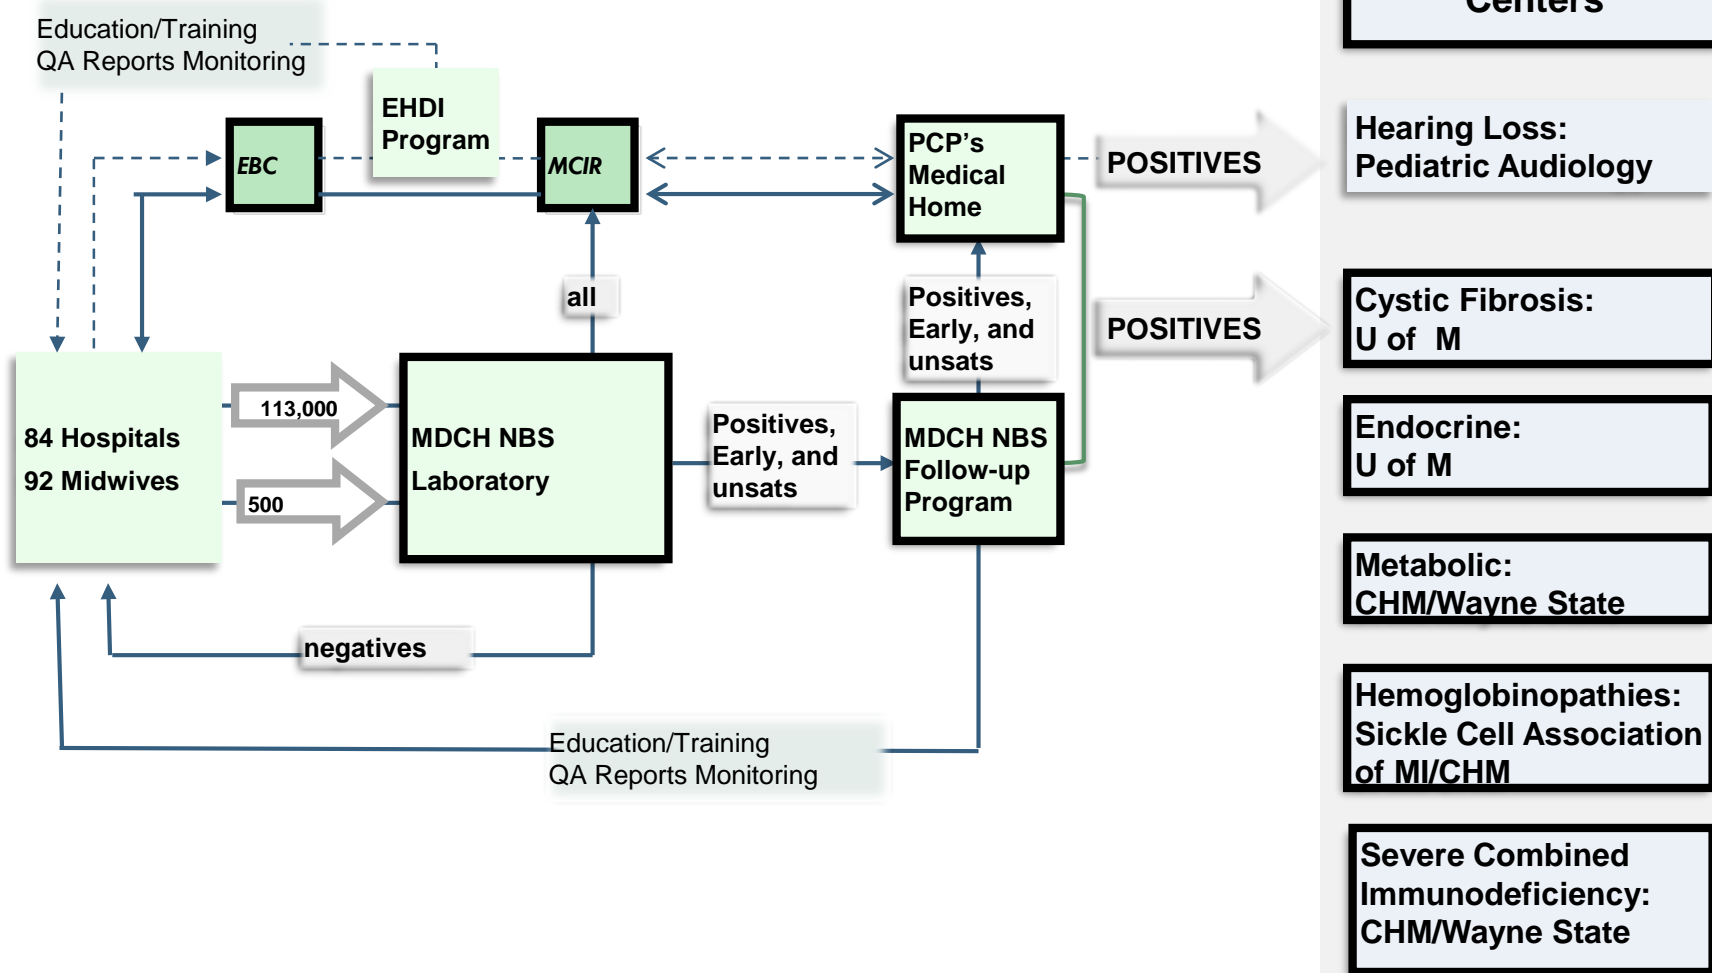 Centers
Education/Training
QA Reports Monitoring
EHDI
Program
EBC
MCIR
PCP's
Medical
Home
POSITIVES
Hearing Loss:
Pediatric Audiology
all
Positives,
Early, and
unsats
POSITIVES
Cystic Fibrosis:
U of  M
84 Hospitals
92 Midwives
113,000
500
MDCH NBS
Laboratory
Positives,
Early, and
unsats
MDCH NBS
Follow-up
Program
Endocrine:
U of M
Metabolic:
CHM/Wayne State
negatives
Hemoglobinopathies:
Sickle Cell Association
of MI/CHM
Education/Training
QA Reports Monitoring
Severe Combined
Immunodeficiency:
CHM/Wayne State